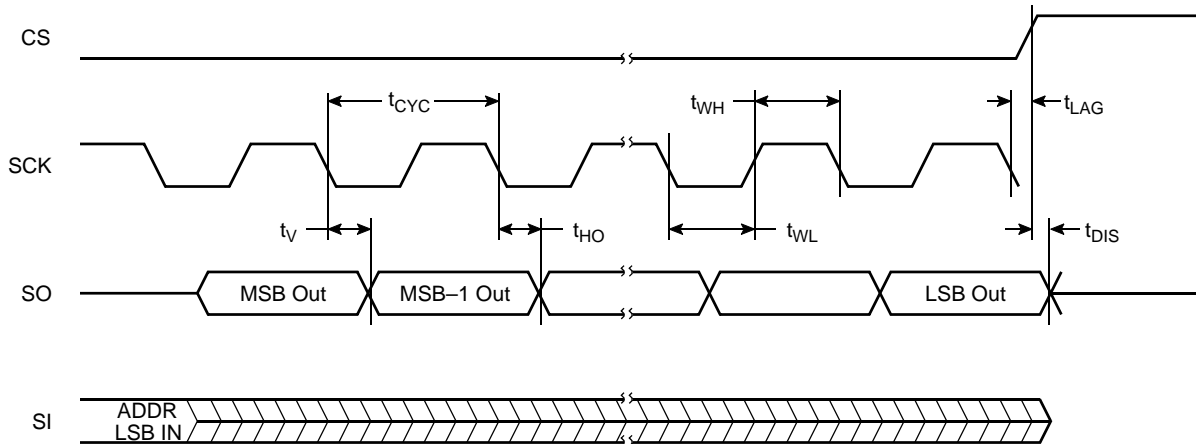 CS
tCYC
tWH
tLAG
SCK
tV
tHO
tWL
tDIS
SO
MSB Out
MSB–1 Out
LSB Out
SI
ADDR
LSB IN